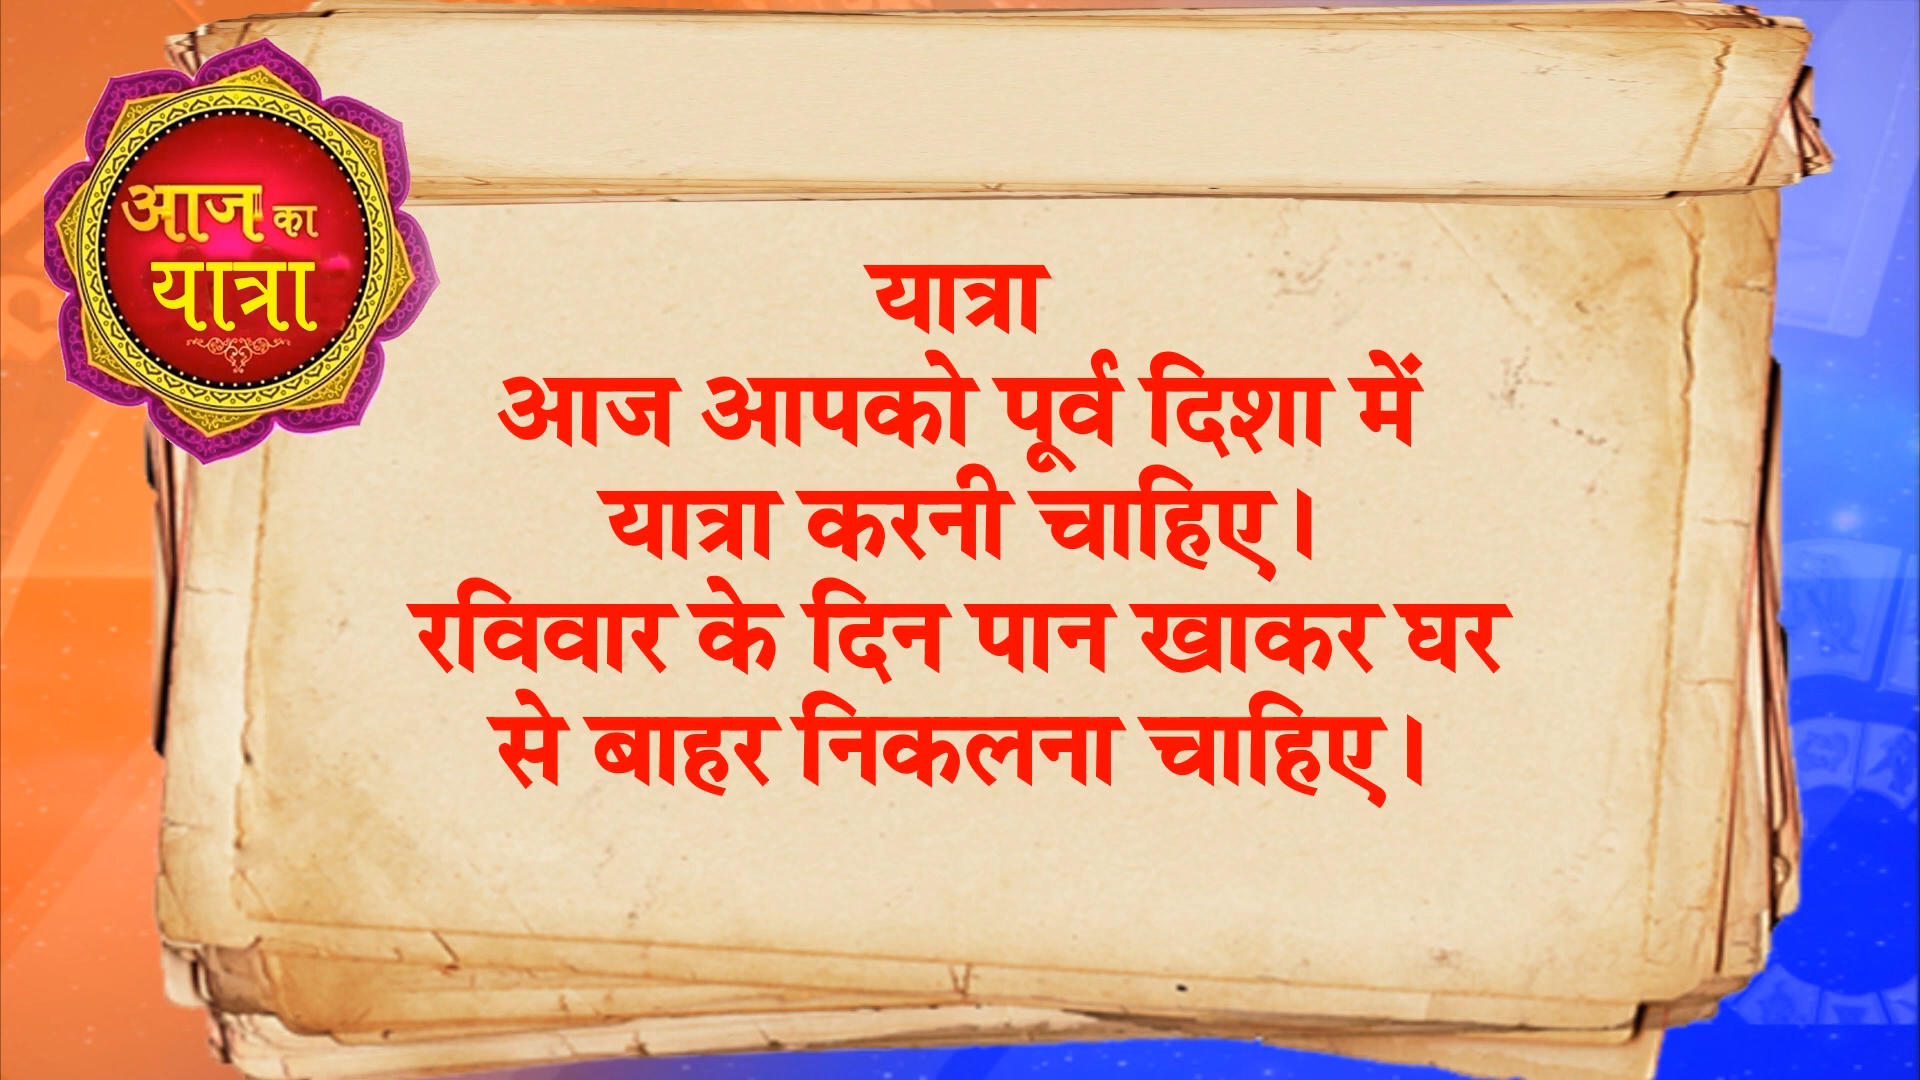 आज का
यात्रा
यात्रा
आज आपको पूर्व दिशा में
यात्रा करनी चाहिए।
रविवार के दिन पान खाकर घर
से बाहर निकलना चाहिए।